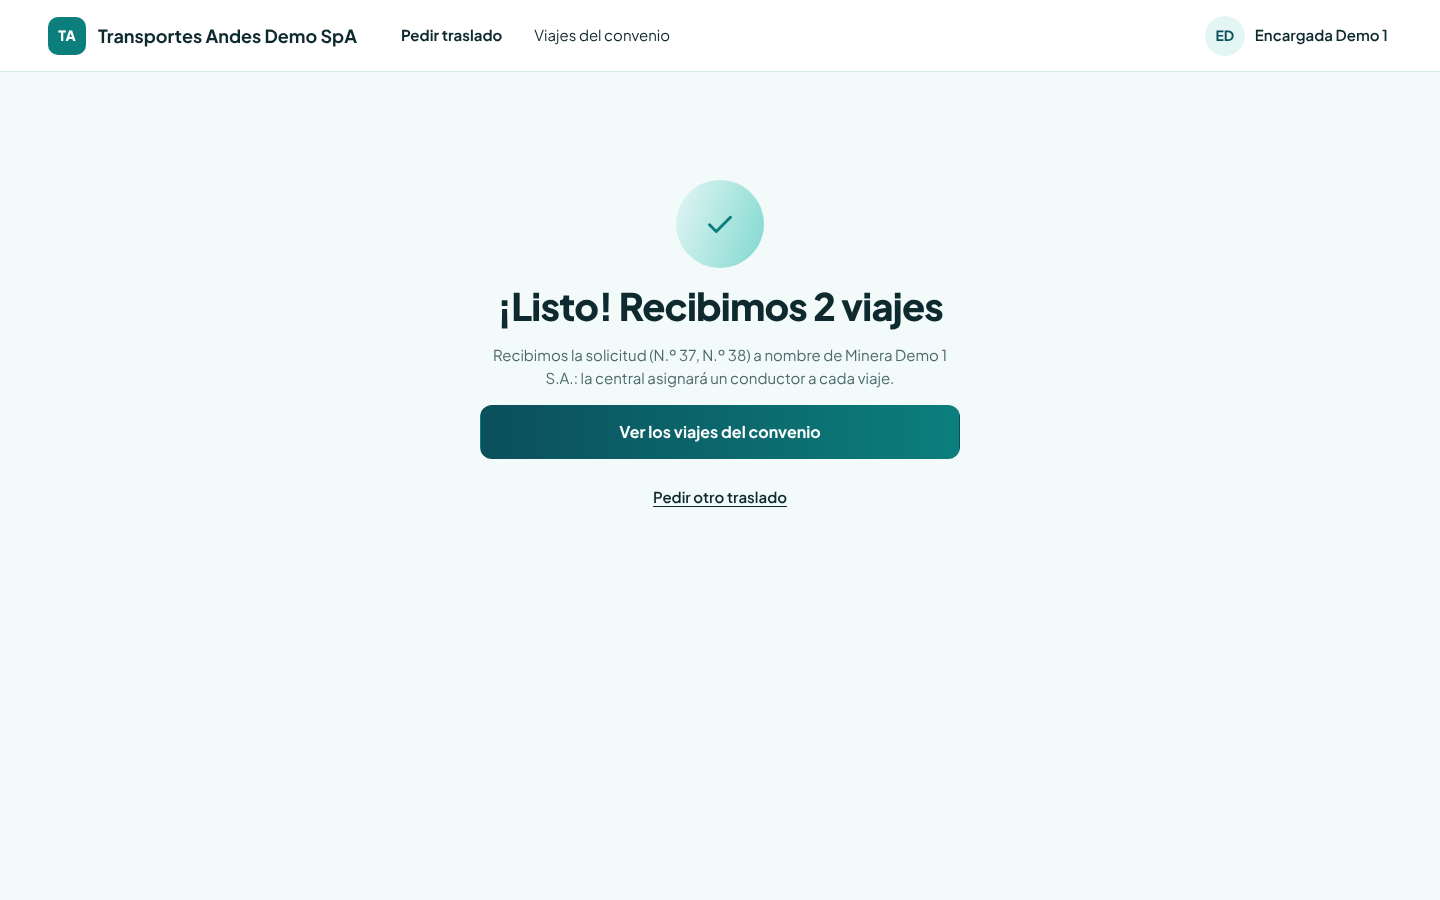 TA
Transportes Andes Demo SpA
Pedir traslado
Viajes del convenio
ED
Encargada Demo 1
¡Listo! Recibimos 2 viajes
Recibimos la solicitud (N.º 37, N.º 38) a nombre de Minera Demo 1
S.A.: la central asignará un conductor a cada viaje.
Ver los viajes del convenio
Pedir otro traslado